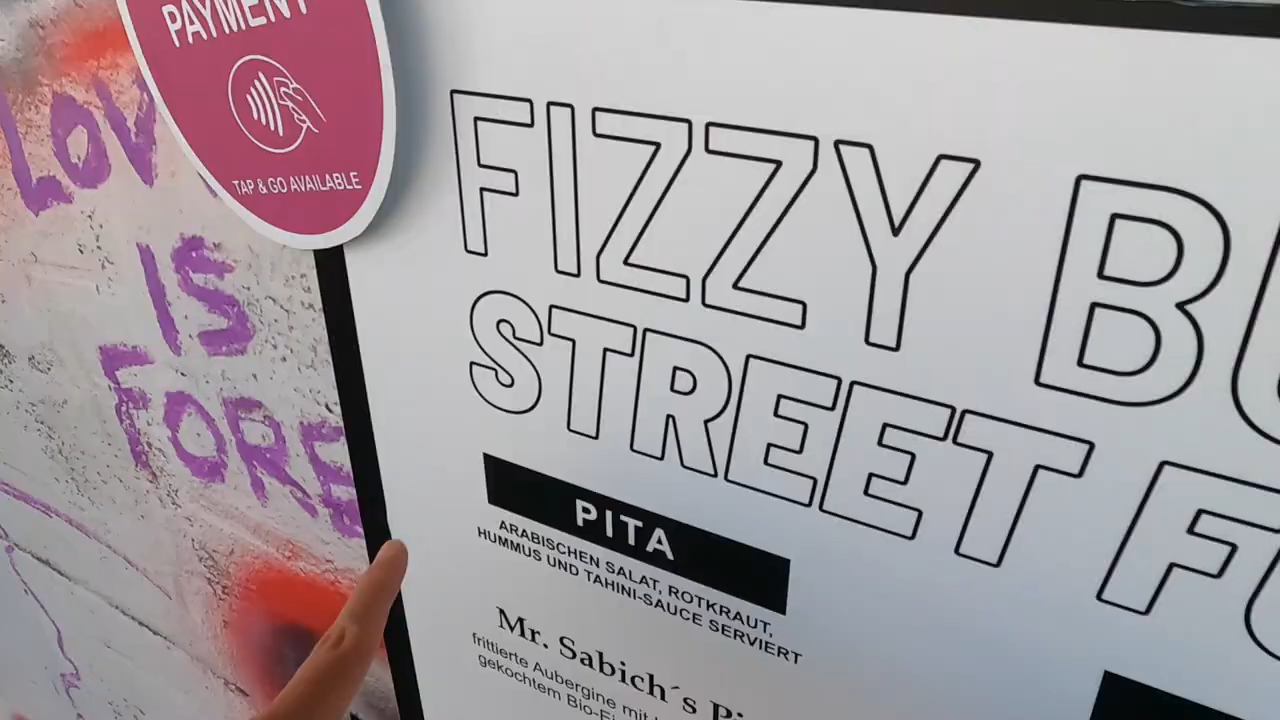 PAYMENT
TAP & GO AVAILABLE
LOV
IS
FORE
FIZZY
STREET
PITA
ARABISCHEN SALAT, ROTKRAUT,
HUMMUS UND TAHINI-SAUCE SERVIERT
Mr. Sabich´s
frittierte Aubergine mit
gekochtem